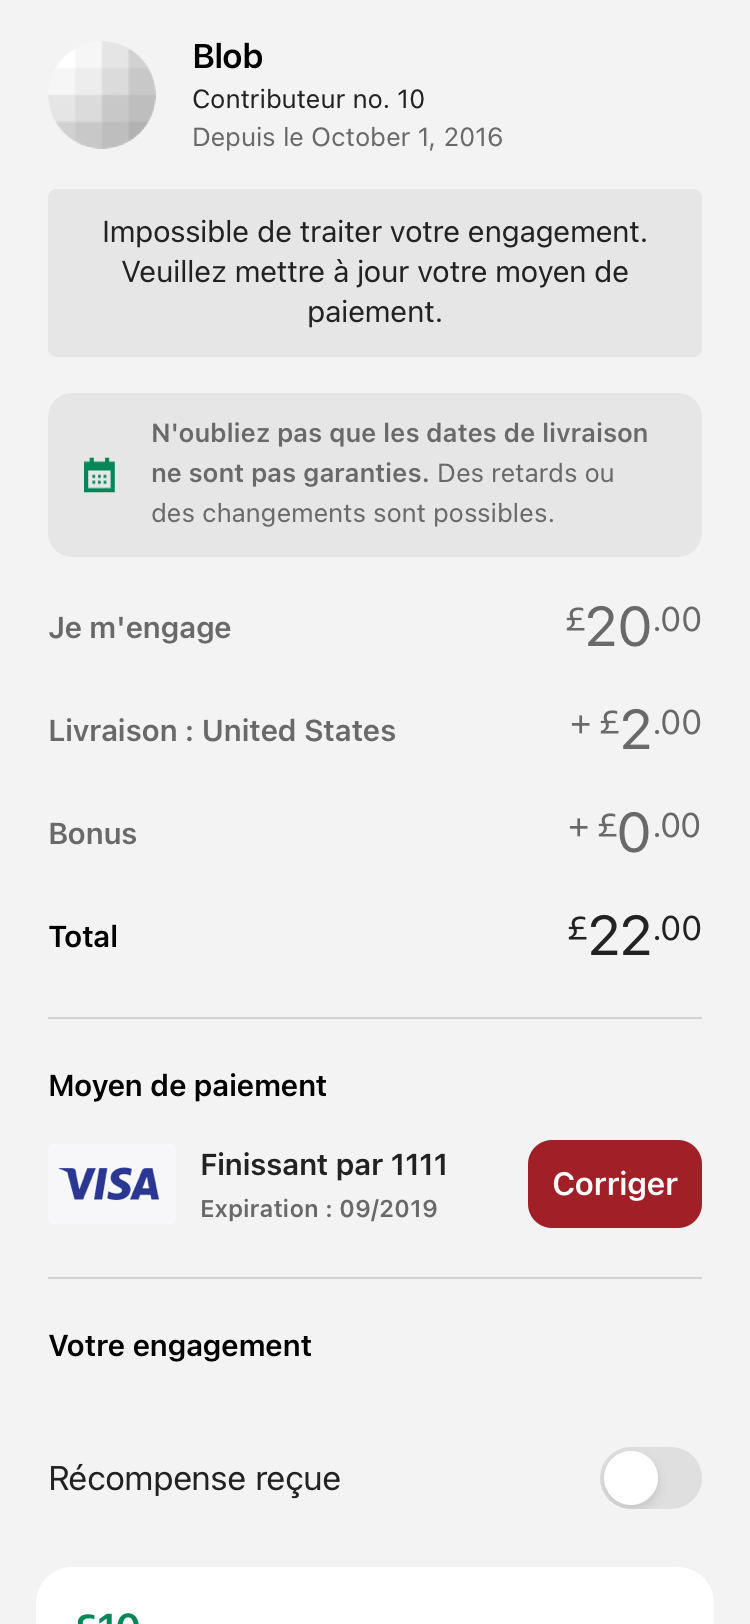 Blob
Contributeur no. 10
Depuis le October 1, 2016
Impossible de traiter votre engagement.
Veuillez mettre à jour votre moyen de
paiement.
N'oubliez pas que les dates de livraison
ne sont pas garanties. Des retards ou
des changements sont possibles.
Je m'engage £20.00
Livraison : United States + £2.00
Bonus + £0.00
Total £22.00
Moyen de paiement
VISA
Finissant par 1111
Expiration : 09/2019
Corriger
Votre engagement
Récompense reçue
£10